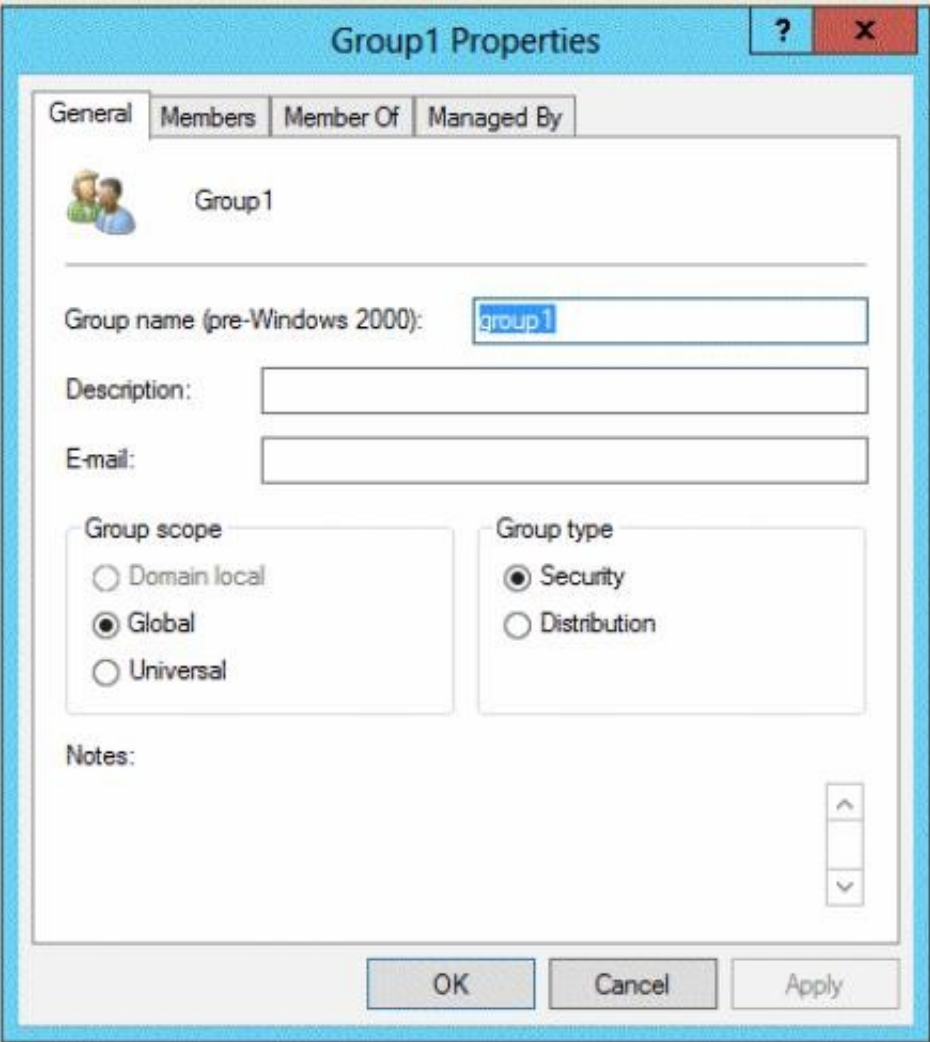 Group1 Properties
?
x
General Members Member Of Managed By
Group1
Group name (pre-Windows 2000): group1
Description:
E-mail:
Group scope Group type
Domain local Security
Global Distribution
Universal
Notes:
OK Cancel Apply